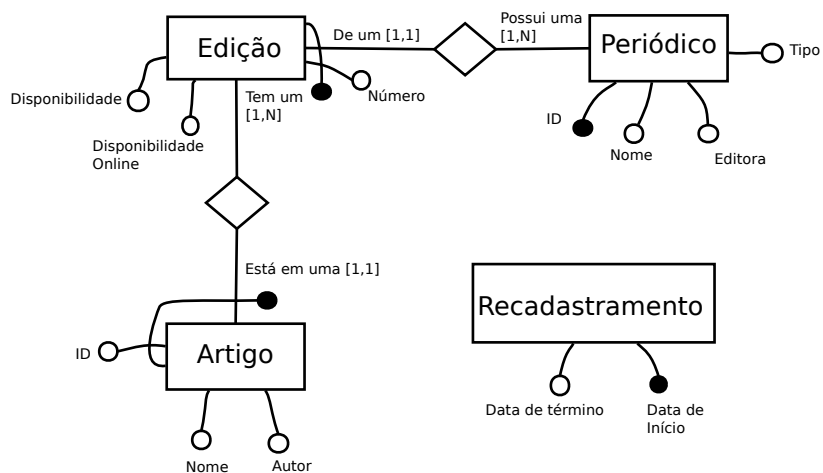 Edição
De um [1,1]
Possui uma
[1,N]
Periódico
Tipo
Disponibilidade
Tem um
[1,N]
Número
Disponibilidade
Online
ID
Nome
Editora
Está em uma [1,1]
Recadastramento
ID
Artigo
Data de término
Data de
Início
Nome
Autor